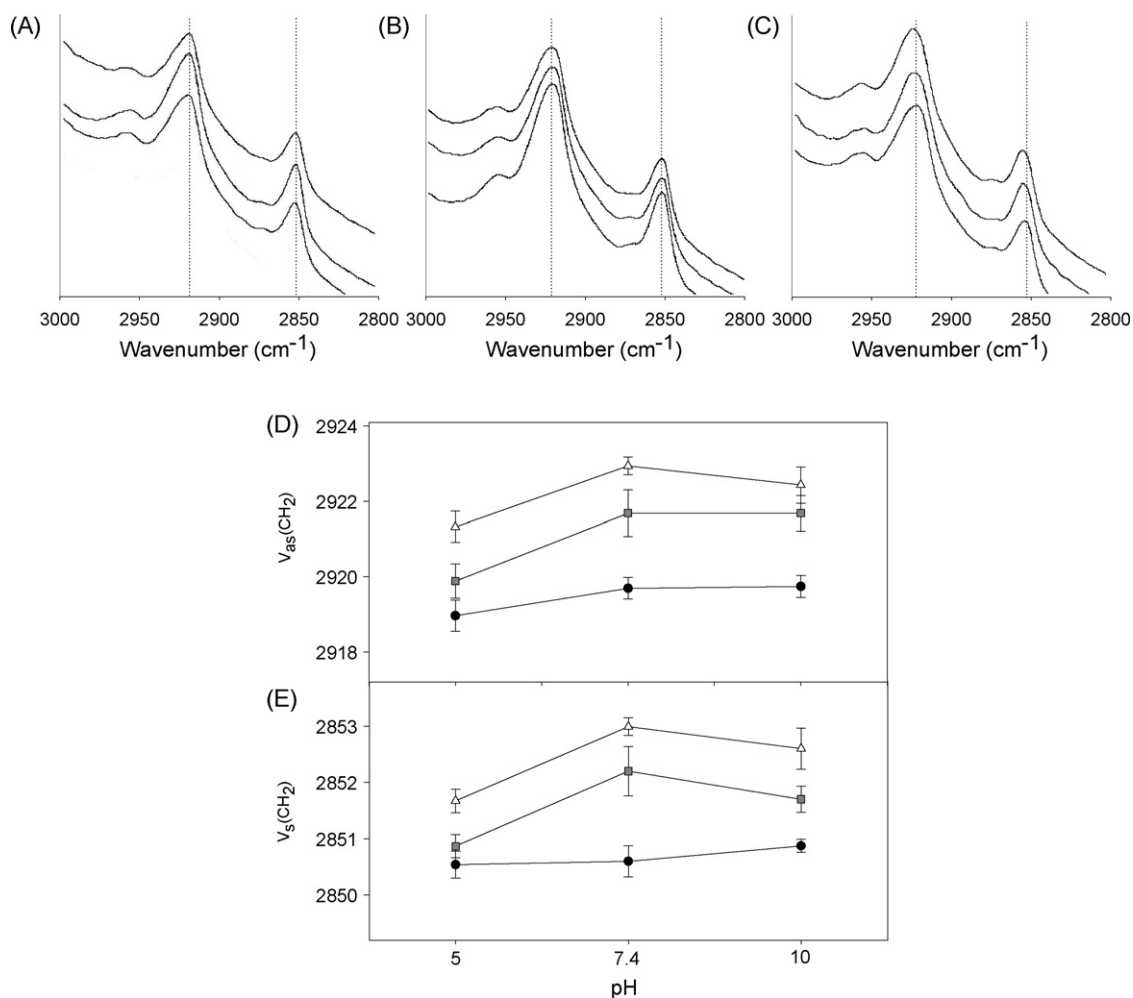 (A)
(B)
(C)
3000 2950 2900 2850 2800
3000 2950 2900 2850 2800
3000 2950 2900 2850 2800
Wavenumber (cm⁻¹)
Wavenumber (cm⁻¹)
Wavenumber (cm⁻¹)
(D)
2924
2922
2920
2918
νas(CH₂)
(E)
2853
2852
2851
2850
νs(CH₂)
5 7.4 10
pH